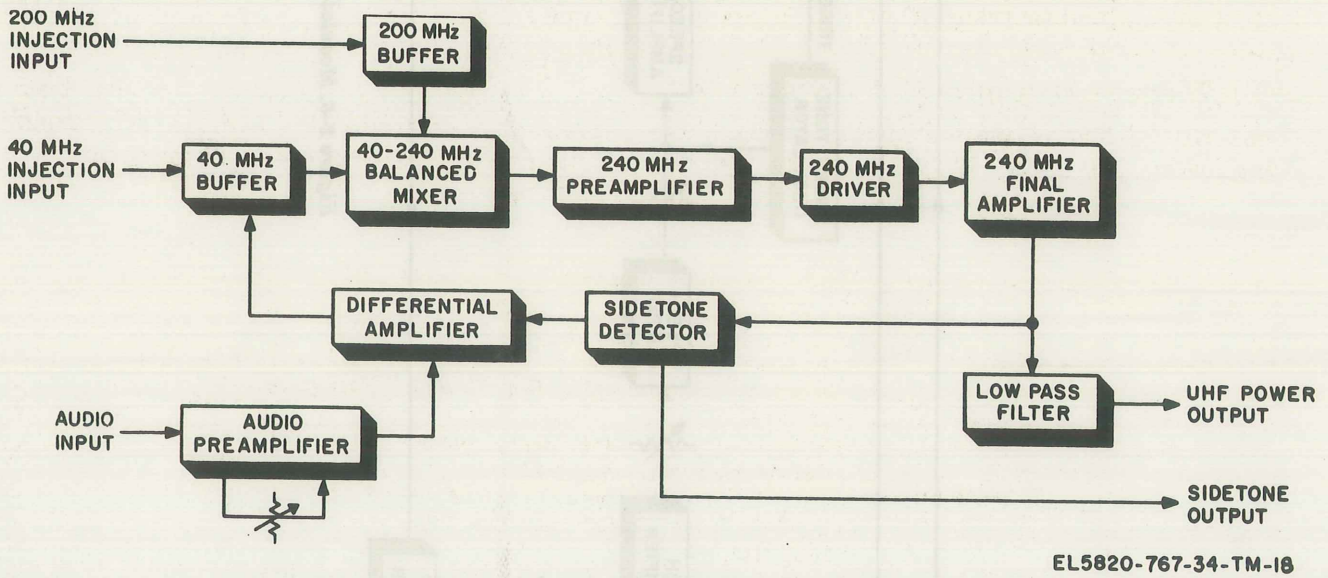 200 MHz
INJECTION
INPUT
200 MHz
BUFFER
40 MHz
INJECTION
INPUT
40. MHz
BUFFER
40-240 MHz
BALANCED
MIXER
240 MHz
PREAMPLIFIER
240 MHz
DRIVER
240 MHz
FINAL
AMPLIFIER
DIFFERENTIAL
AMPLIFIER
SIDETONE
DETECTOR
LOW PASS
FILTER
UHF POWER
OUTPUT
AUDIO
INPUT
AUDIO
PREAMPLIFIER
SIDETONE
OUTPUT
EL5820-767-34-TM-18